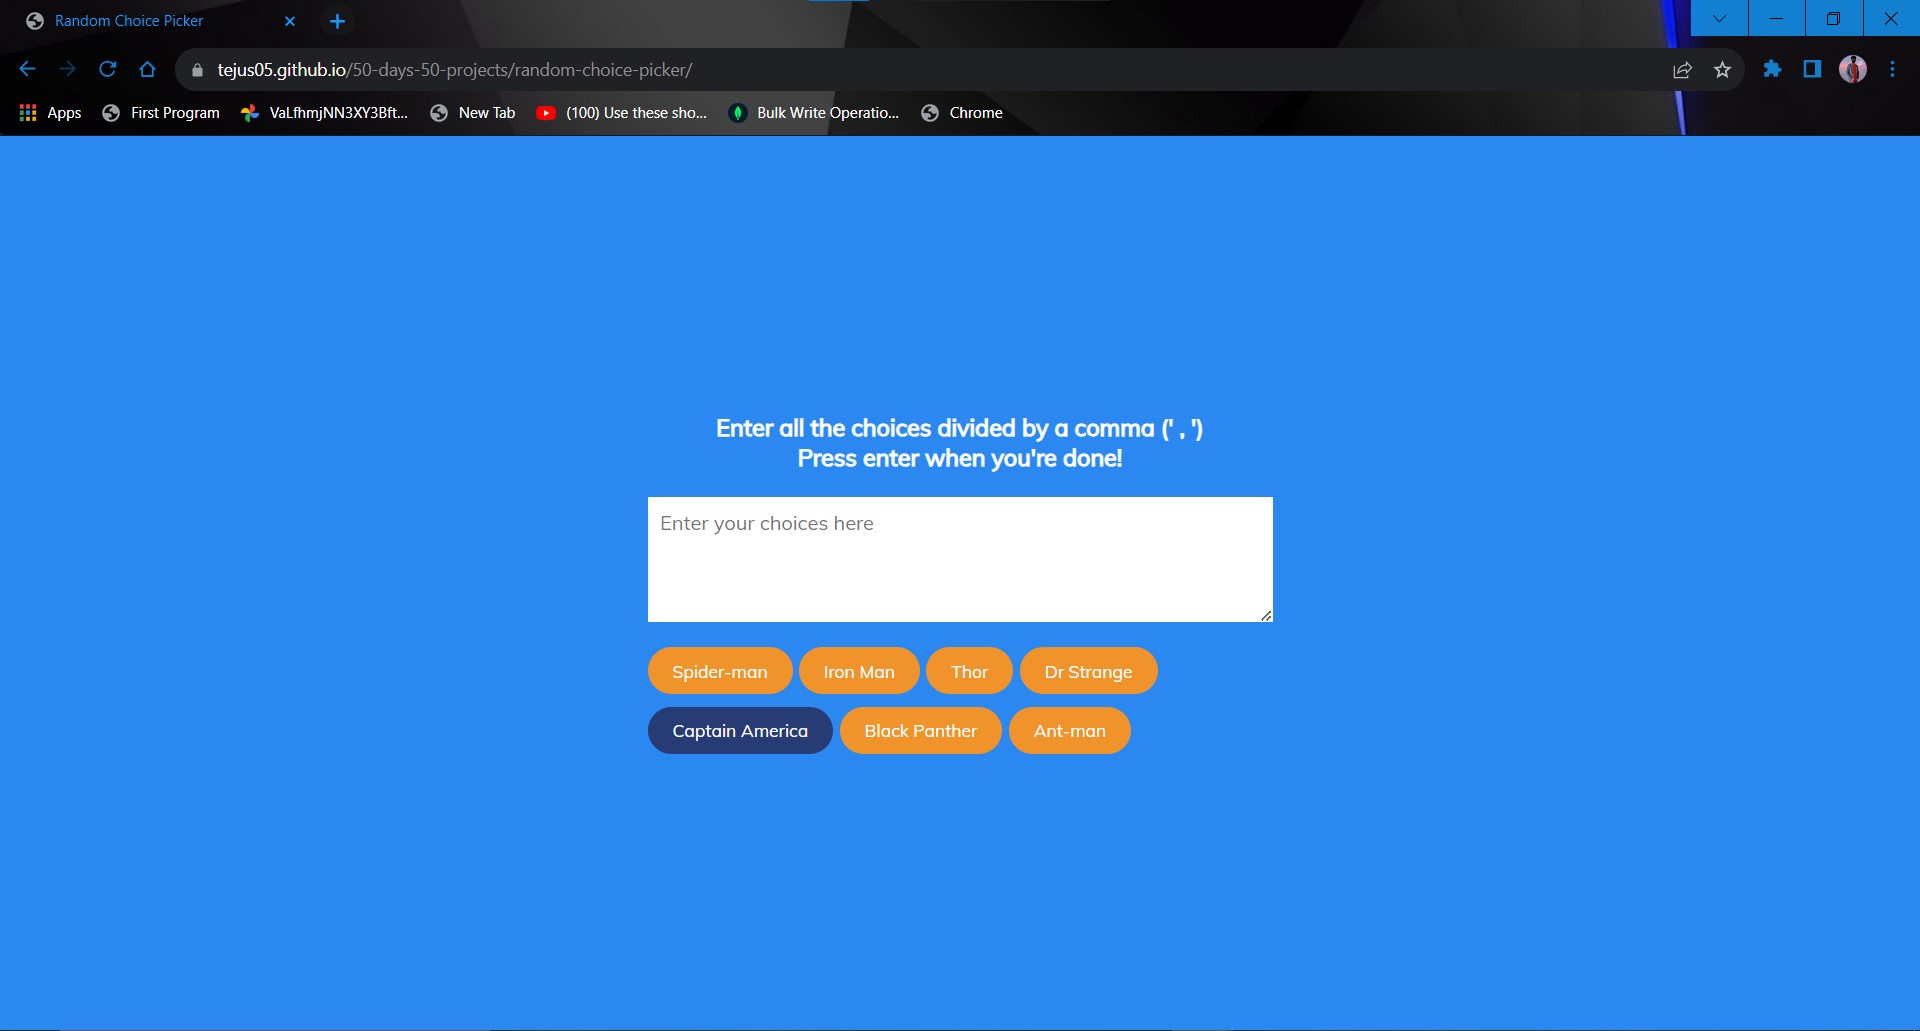 Random Choice Picker
tejus05.github.io/50-days-50-projects/random-choice-picker/
Apps First Program VaLfhmjNN3XY3Bft... New Tab (100) Use these sho... Bulk Write Operatio... Chrome
Enter all the choices divided by a comma (' , ')
Press enter when you're done!
Enter your choices here
Spider-man Iron Man Thor Dr Strange
Captain America Black Panther Ant-man